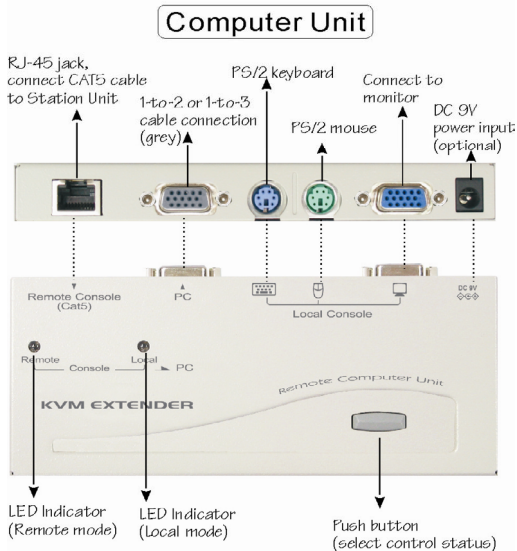 Computer Unit
RJ-45 jack,
connect CAT5 cable
to Station Unit
1-to-2 or 1-to-3
cable connection
(grey)
PS/2 keyboard
PS/2 mouse
Connect to
monitor
DC 9V
power input
(optional)
Remote Console
(Cat5)
PC
Local Console
DC 9V
Remote
Local
Console
PC
Remote Computer Unit
KVM EXTENDER
LED Indicator
(Remote mode)
LED Indicator
(Local mode)
Push button
(select control status)